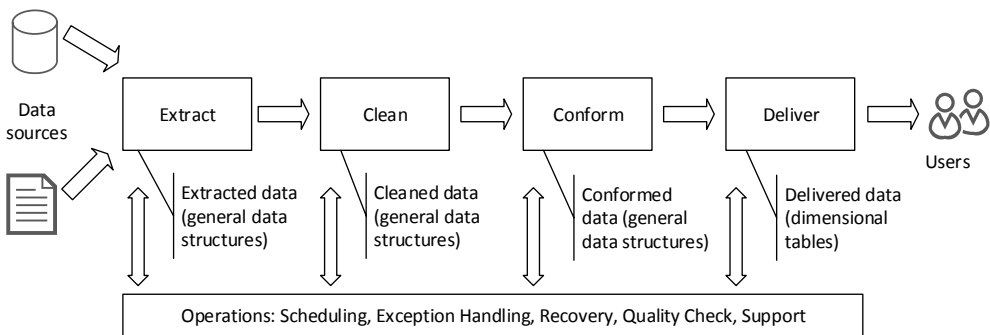 Data
sources
Extract
Clean
Conform
Deliver
Users
Extracted data
(general data
structures)
Cleaned data
(general data
structures)
Conformed
data (general
data structures)
Delivered data
(dimensional
tables)
Operations: Scheduling, Exception Handling, Recovery, Quality Check, Support